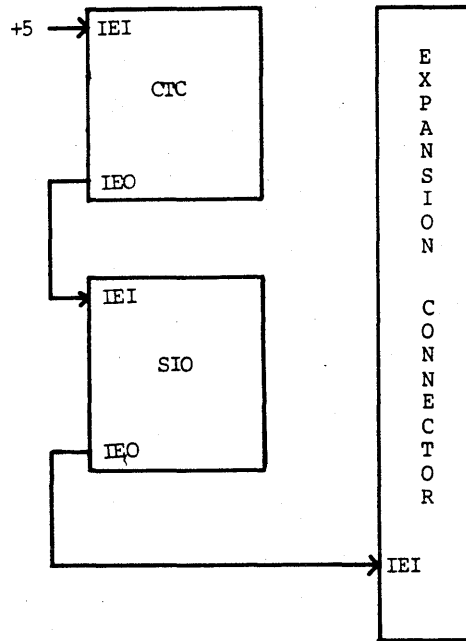 +5
IEI
CTC
IEO
IEI
SIO
IEO
EXPANSION CONNECTOR
IEI